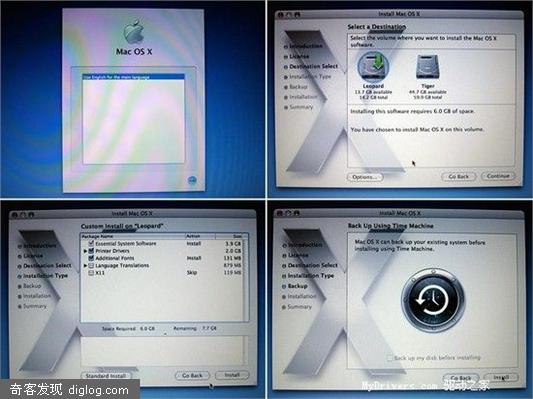 Mac OS X
Use English for the main language
Install Mac OS X
Select a Destination
Introduction
License
Destination Select
Installation Type
Backup
Installation
Summary
Select the volume where you want to install the Mac OS X
software.
Leopard
13.7 GB available
14.2 GB total
Tiger
44.7 GB available
59.9 GB total
Installing this software requires 6.0 GB of space.
You have chosen to install Mac OS X on this volume.
Options...
Go Back
Continue
Install Mac OS X
Custom Install on "Leopard"
Introduction
License
Destination Select
Installation Type
Backup
Installation
Summary
Package Name Action Size
Essential System Software Install 3.9 GB
Printer Drivers 2.0 GB
Additional Fonts Install 131 MB
Language Translations 879 MB
X11 Skip 119 MB
Space Required: 6.0 GB Remaining: 7.7 GB
Standard Install
Go Back
Install
Install Mac OS X
Back Up Using Time Machine
Introduction
License
Destination Select
Installation Type
Backup
Installation
Summary
Mac OS X can back up your existing system before
installing using Time Machine.
Back up my disk before installing
Go Back
Install
奇客发现 diglog.com
MyDrivers.com 驱动之家